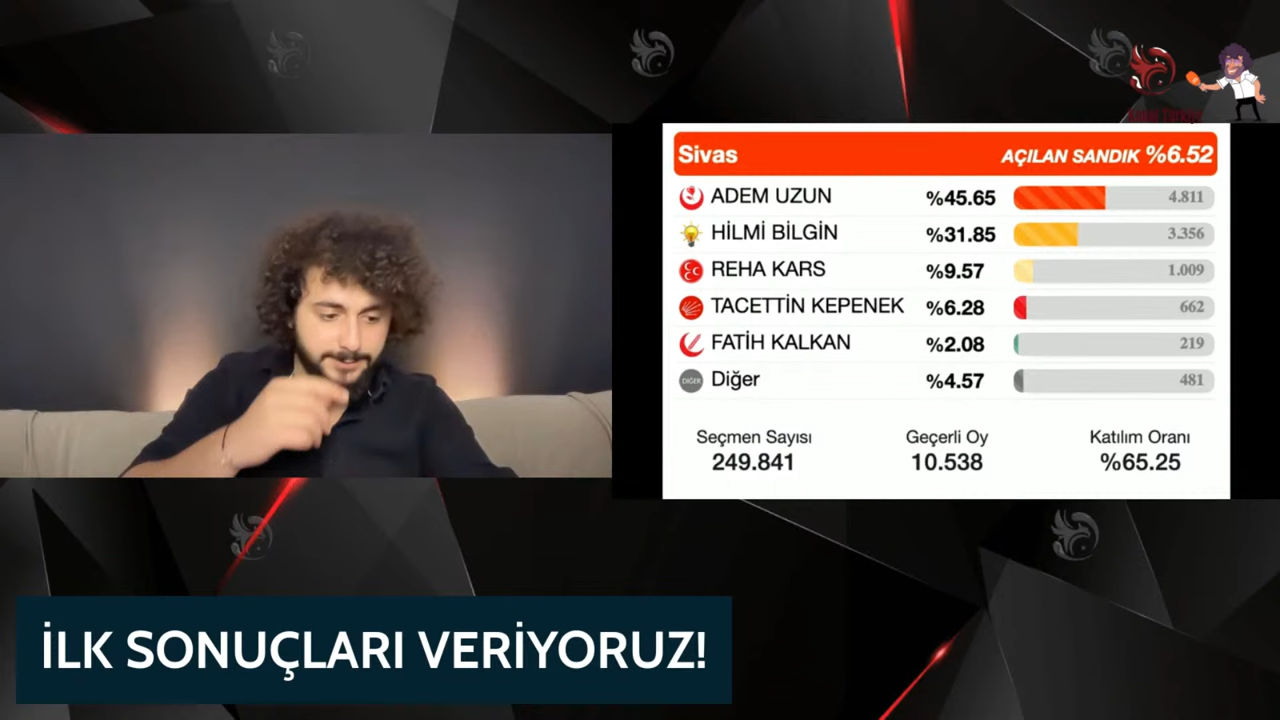 Sivas AÇILAN SANDIK %6.52
ADEM UZUN %45.65 4.811
HİLMİ BİLGİN %31.85 3.356
REHA KARS %9.57 1.009
TACETTİN KEPENEK %6.28 662
FATİH KALKAN %2.08 219
DİĞER Diğer %4.57 481
Seçmen Sayısı Geçerli Oy Katılım Oranı
249.841 10.538 %65.25
İLK SONUÇLARI VERİYORUZ!